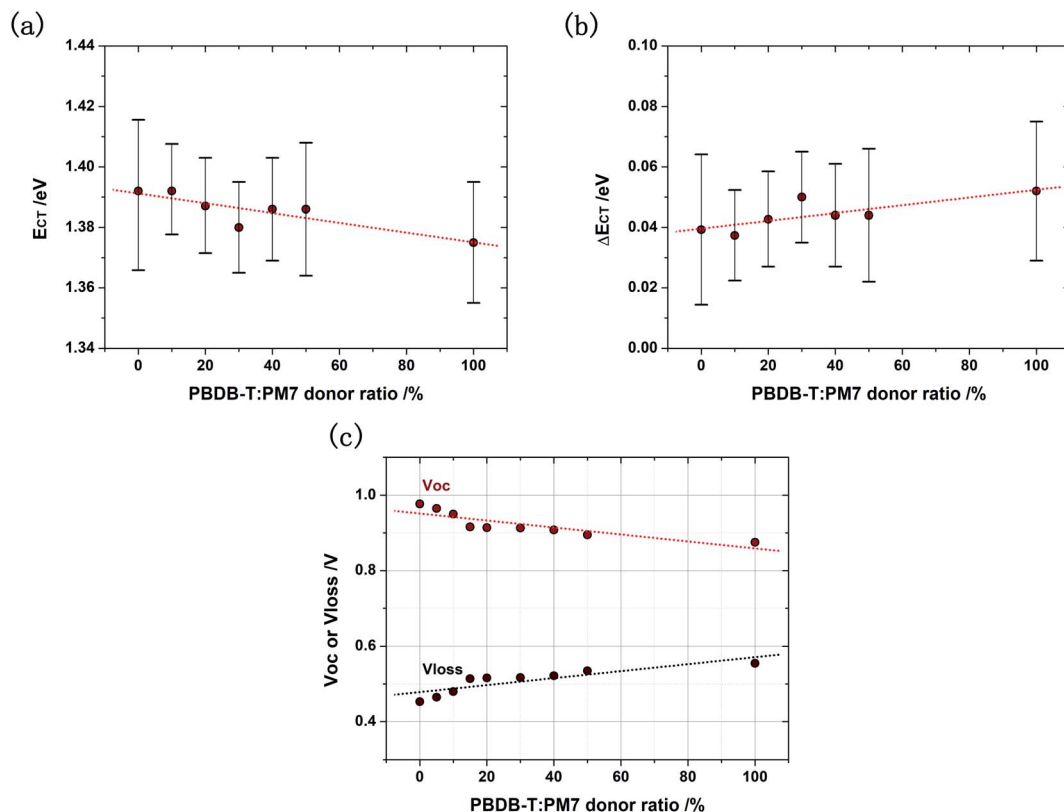 (a)
1.44
1.42
1.40
1.38
1.36
1.34
ECT /eV
0 20 40 60 80 100
PBDB-T:PM7 donor ratio /%
(b)
0.10
0.08
0.06
0.04
0.02
0.00
ΔECT /eV
0 20 40 60 80 100
PBDB-T:PM7 donor ratio /%
(c)
1.0
0.8
0.6
0.4
Voc or Vloss /V
Voc
Vloss
0 20 40 60 80 100
PBDB-T:PM7 donor ratio /%